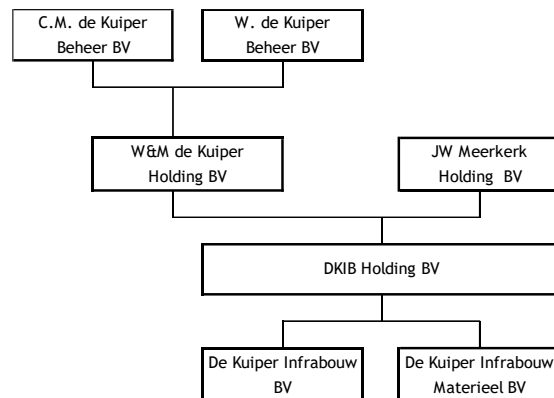 C.M. de Kuiper
Beheer BV
W. de Kuiper
Beheer BV
W&M de Kuiper
Holding BV
JW Meerkerk
Holding BV
DKIB Holding BV
De Kuiper Infrabouw
BV
De Kuiper Infrabouw
Materieel BV